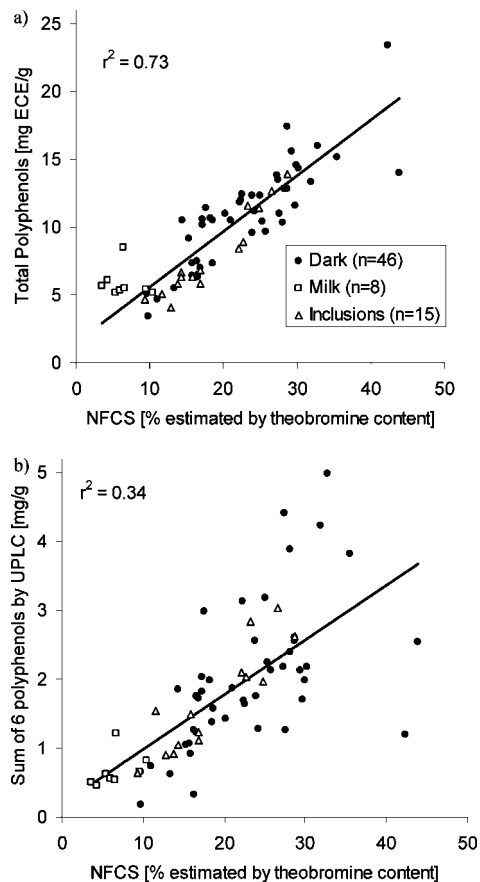 a)
r² = 0.73
Total Polyphenols [mg ECE/g]
25
20
15
10
5
0
Dark (n=46)
Milk (n=8)
Inclusions (n=15)
0 10 20 30 40 50
NFCS [% estimated by theobromine content]
b)
r² = 0.34
Sum of 6 polyphenols by UPLC [mg/g]
5
4
3
2
1
0
0 10 20 30 40 50
NFCS [% estimated by theobromine content]